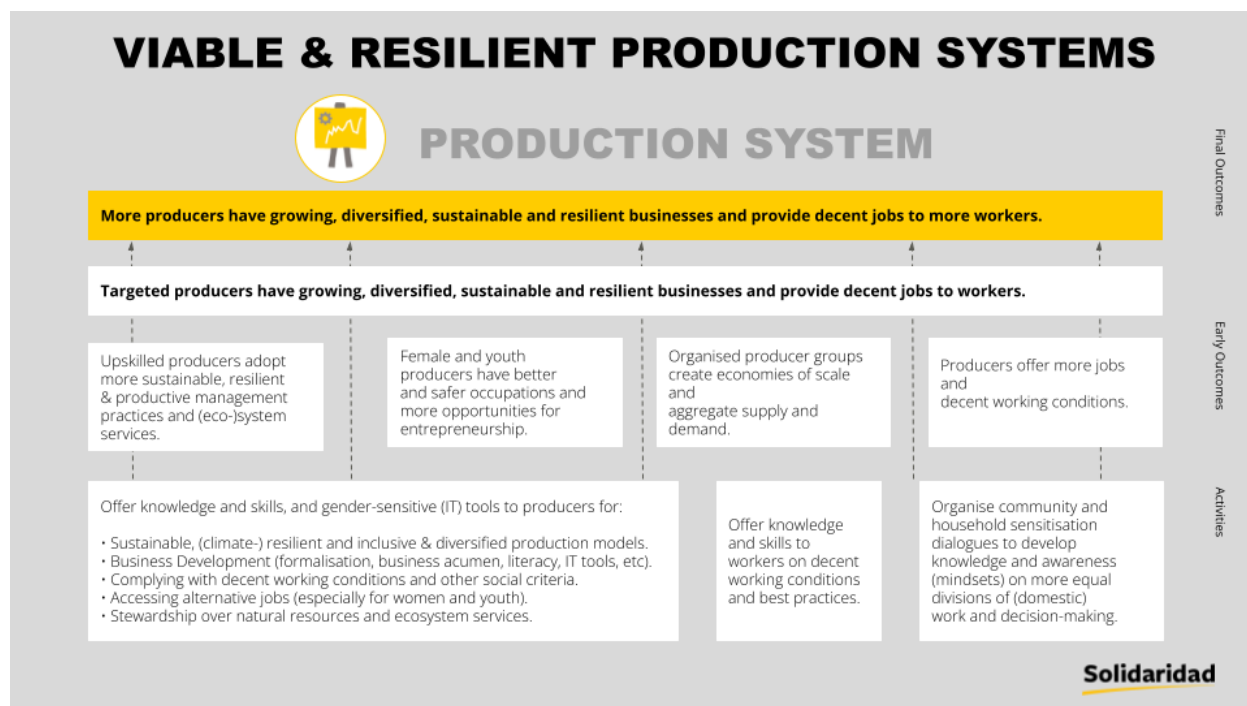 VIABLE & RESILIENT PRODUCTION SYSTEMS
PRODUCTION SYSTEM
Final Outcomes
More producers have growing, diversified, sustainable and resilient businesses and provide decent jobs to more workers.
Targeted producers have growing, diversified, sustainable and resilient businesses and provide decent jobs to workers.
Early Outcomes
Upskilled producers adopt
more sustainable, resilient
& productive management
practices and (eco-)system
services.
Female and youth
producers have better
and safer occupations and
more opportunities for
entrepreneurship.
Organised producer groups
create economies of scale
and
aggregate supply and
demand.
Producers offer more jobs
and
decent working conditions.
Activities
Offer knowledge and skills, and gender-sensitive (IT) tools to producers for:
• Sustainable, (climate-) resilient and inclusive & diversified production models.
• Business Development (formalisation, business acumen, literacy, IT tools, etc).
• Complying with decent working conditions and other social criteria.
• Accessing alternative jobs (especially for women and youth).
• Stewardship over natural resources and ecosystem services.
Offer knowledge
and skills to
workers on decent
working conditions
and best practices.
Organise community and
household sensitisation
dialogues to develop
knowledge and awareness
(mindsets) on more equal
divisions of (domestic)
work and decision-making.
Solidaridad